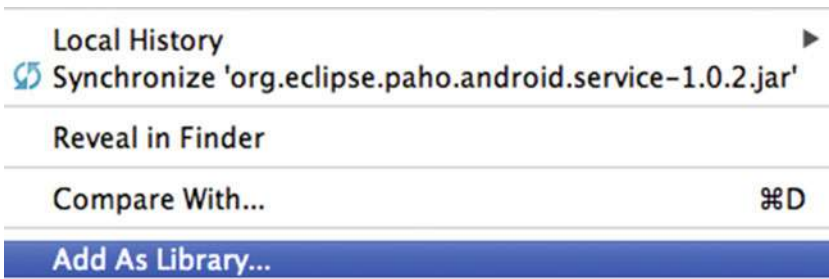 Local History
Synchronize 'org.eclipse.paho.android.service-1.0.2.jar'
Reveal in Finder
Compare With... ⌘D
Add As Library...